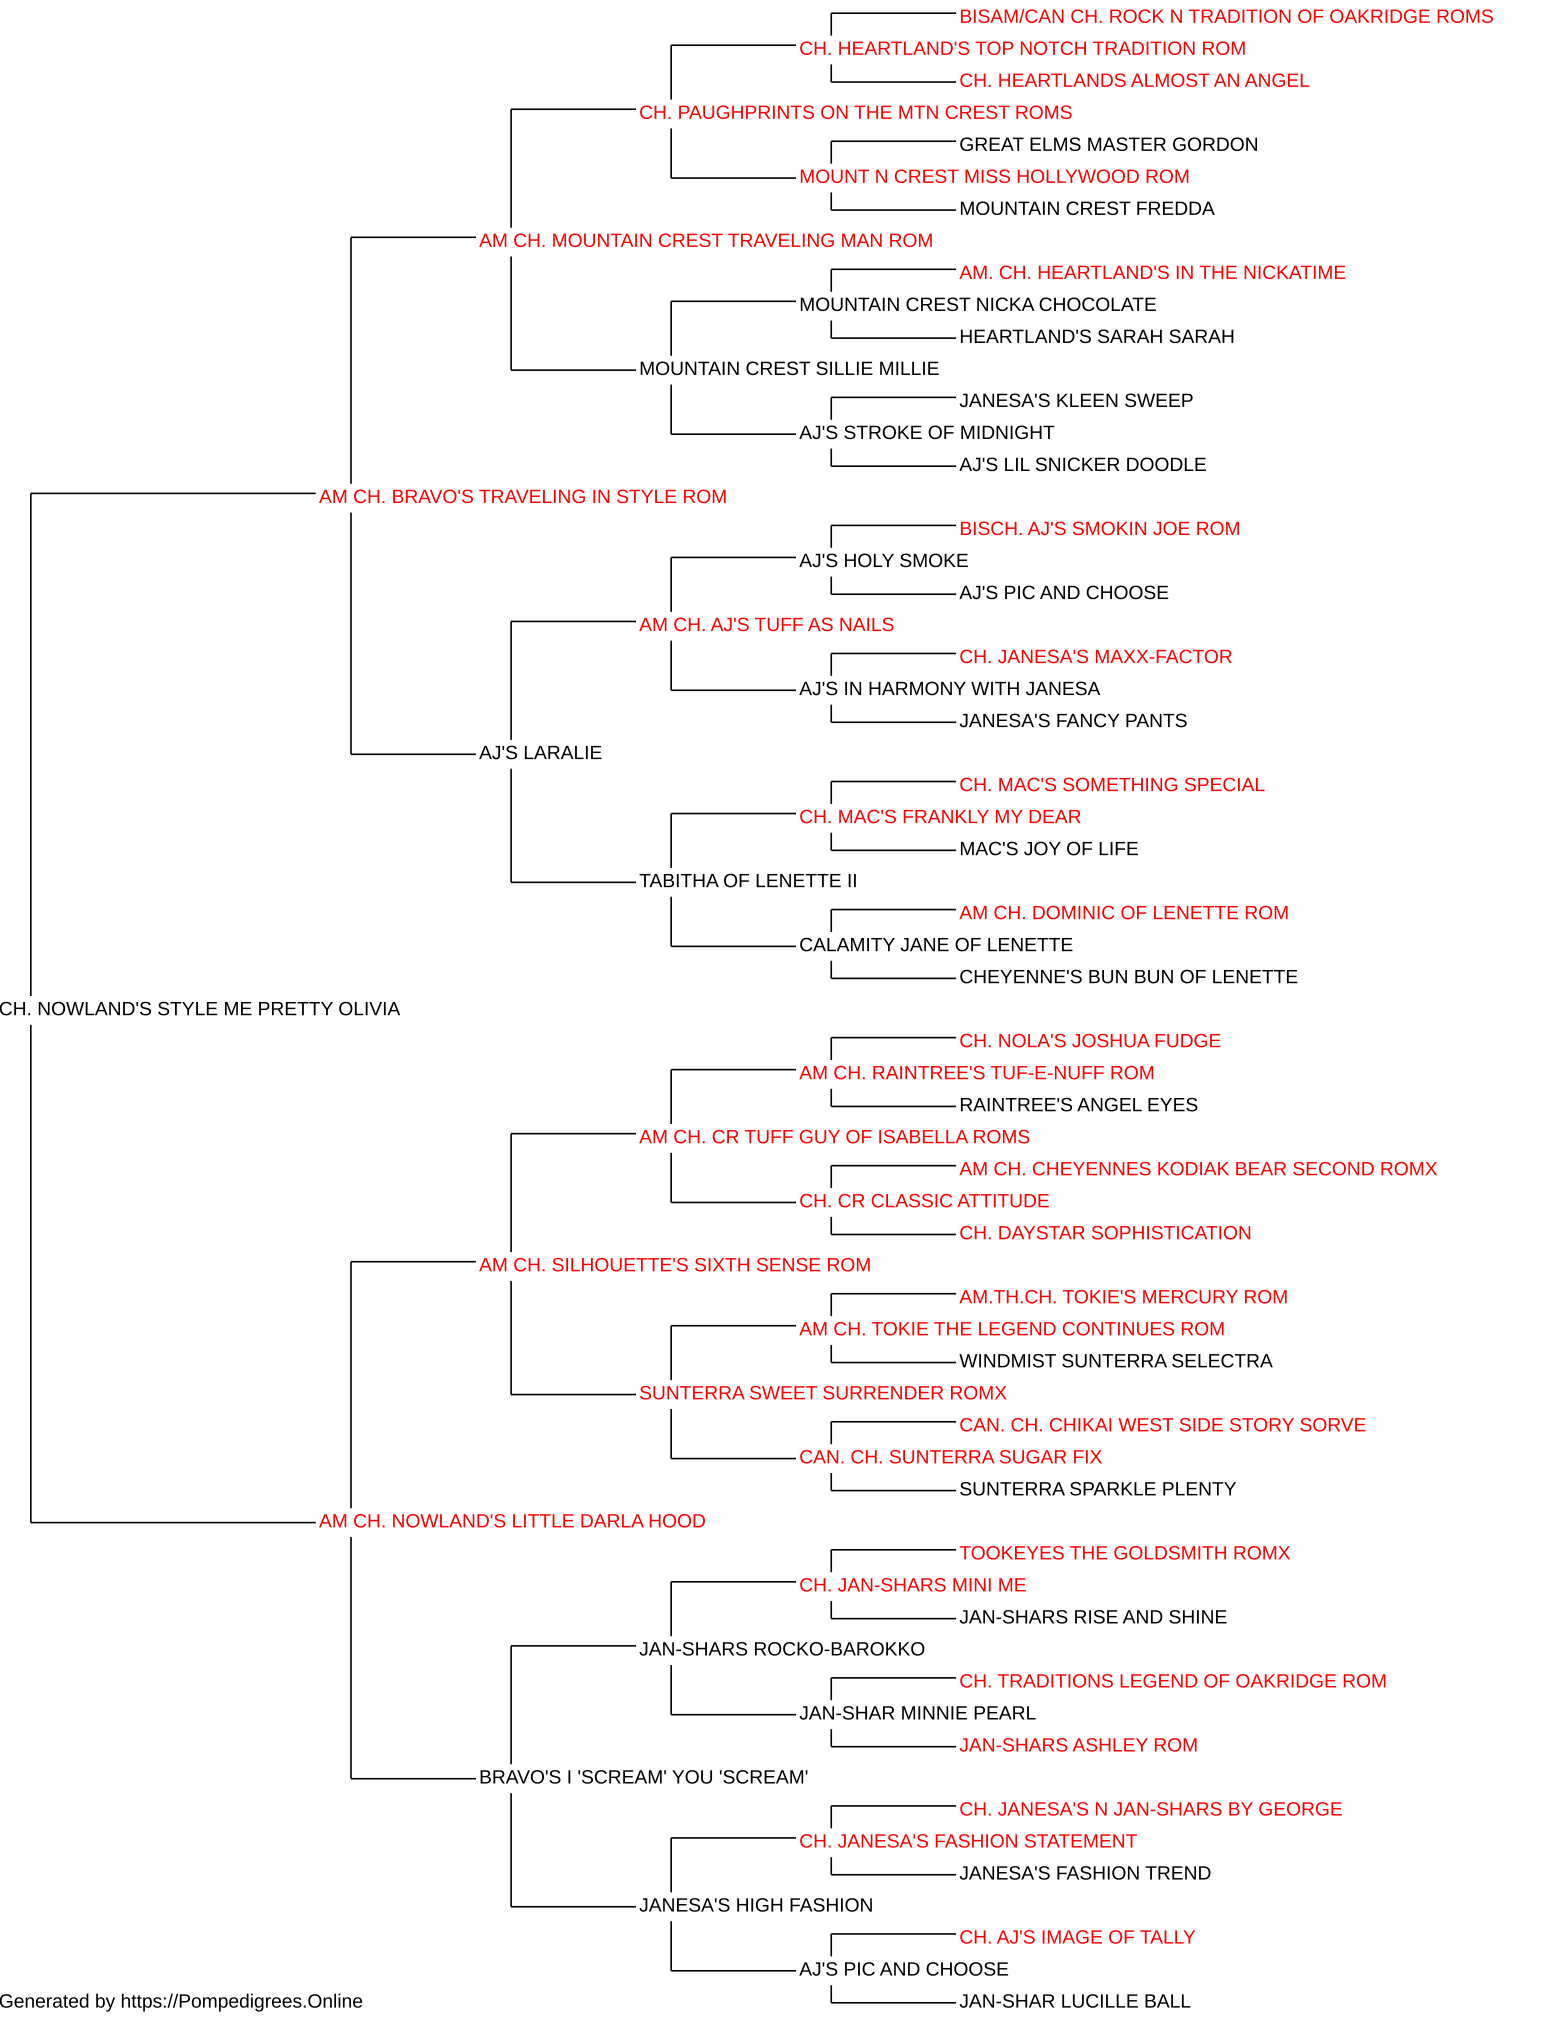 BISAM/CAN CH. ROCK N TRADITION OF OAKRIDGE ROMS
CH. HEARTLAND'S TOP NOTCH TRADITION ROM
CH. HEARTLANDS ALMOST AN ANGEL
CH. PAUGHPRINTS ON THE MTN CREST ROMS
GREAT ELMS MASTER GORDON
MOUNT N CREST MISS HOLLYWOOD ROM
MOUNTAIN CREST FREDDA
AM CH. MOUNTAIN CREST TRAVELING MAN ROM
AM. CH. HEARTLAND'S IN THE NICKATIME
MOUNTAIN CREST NICKA CHOCOLATE
HEARTLAND'S SARAH SARAH
MOUNTAIN CREST SILLIE MILLIE
JANESA'S KLEEN SWEEP
AJ'S STROKE OF MIDNIGHT
AJ'S LIL SNICKER DOODLE
AM CH. BRAVO'S TRAVELING IN STYLE ROM
BISCH. AJ'S SMOKIN JOE ROM
AJ'S HOLY SMOKE
AJ'S PIC AND CHOOSE
AM CH. AJ'S TUFF AS NAILS
CH. JANESA'S MAXX-FACTOR
AJ'S IN HARMONY WITH JANESA
JANESA'S FANCY PANTS
AJ'S LARALIE
CH. MAC'S SOMETHING SPECIAL
CH. MAC'S FRANKLY MY DEAR
MAC'S JOY OF LIFE
TABITHA OF LENETTE II
AM CH. DOMINIC OF LENETTE ROM
CALAMITY JANE OF LENETTE
CHEYENNE'S BUN BUN OF LENETTE
CH. NOWLAND'S STYLE ME PRETTY OLIVIA
CH. NOLA'S JOSHUA FUDGE
AM CH. RAINTREE'S TUF-E-NUFF ROM
RAINTREE'S ANGEL EYES
AM CH. CR TUFF GUY OF ISABELLA ROMS
AM CH. CHEYENNES KODIAK BEAR SECOND ROMX
CH. CR CLASSIC ATTITUDE
CH. DAYSTAR SOPHISTICATION
AM CH. SILHOUETTE'S SIXTH SENSE ROM
AM.TH.CH. TOKIE'S MERCURY ROM
AM CH. TOKIE THE LEGEND CONTINUES ROM
WINDMIST SUNTERRA SELECTRA
SUNTERRA SWEET SURRENDER ROMX
CAN. CH. CHIKAI WEST SIDE STORY SORVE
CAN. CH. SUNTERRA SUGAR FIX
SUNTERRA SPARKLE PLENTY
AM CH. NOWLAND'S LITTLE DARLA HOOD
TOOKEYES THE GOLDSMITH ROMX
CH. JAN-SHARS MINI ME
JAN-SHARS RISE AND SHINE
JAN-SHARS ROCKO-BAROKKO
CH. TRADITIONS LEGEND OF OAKRIDGE ROM
JAN-SHAR MINNIE PEARL
JAN-SHARS ASHLEY ROM
BRAVO'S I 'SCREAM' YOU 'SCREAM'
CH. JANESA'S N JAN-SHARS BY GEORGE
CH. JANESA'S FASHION STATEMENT
JANESA'S FASHION TREND
JANESA'S HIGH FASHION
CH. AJ'S IMAGE OF TALLY
AJ'S PIC AND CHOOSE
JAN-SHAR LUCILLE BALL
Generated by https://Pompedigrees.Online